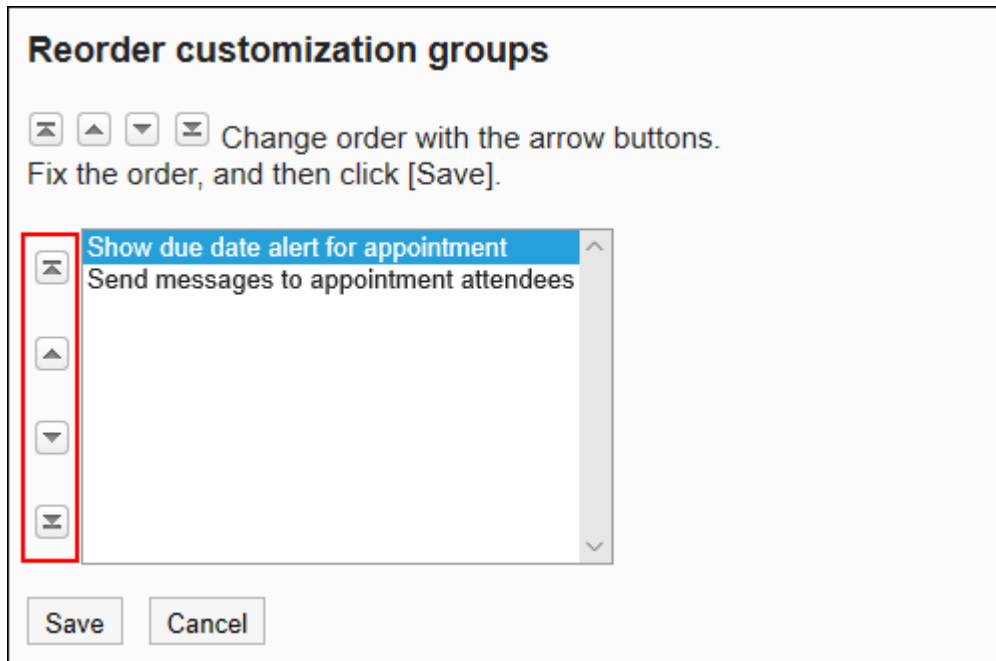 Reorder customization groups
Change order with the arrow buttons.
Fix the order, and then click [Save].
Show due date alert for appointment
Send messages to appointment attendees
Save Cancel